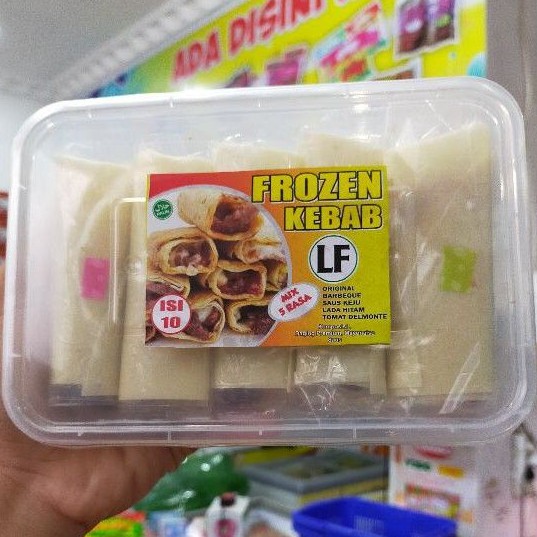 ADA DISINI
FROZEN
KEBAB
LF
ORIGINAL
BARBEQUE
SAUS KEJU
LADA HITAM
TOMAT DELMONTE
MIX
5 RASA
ISI
10